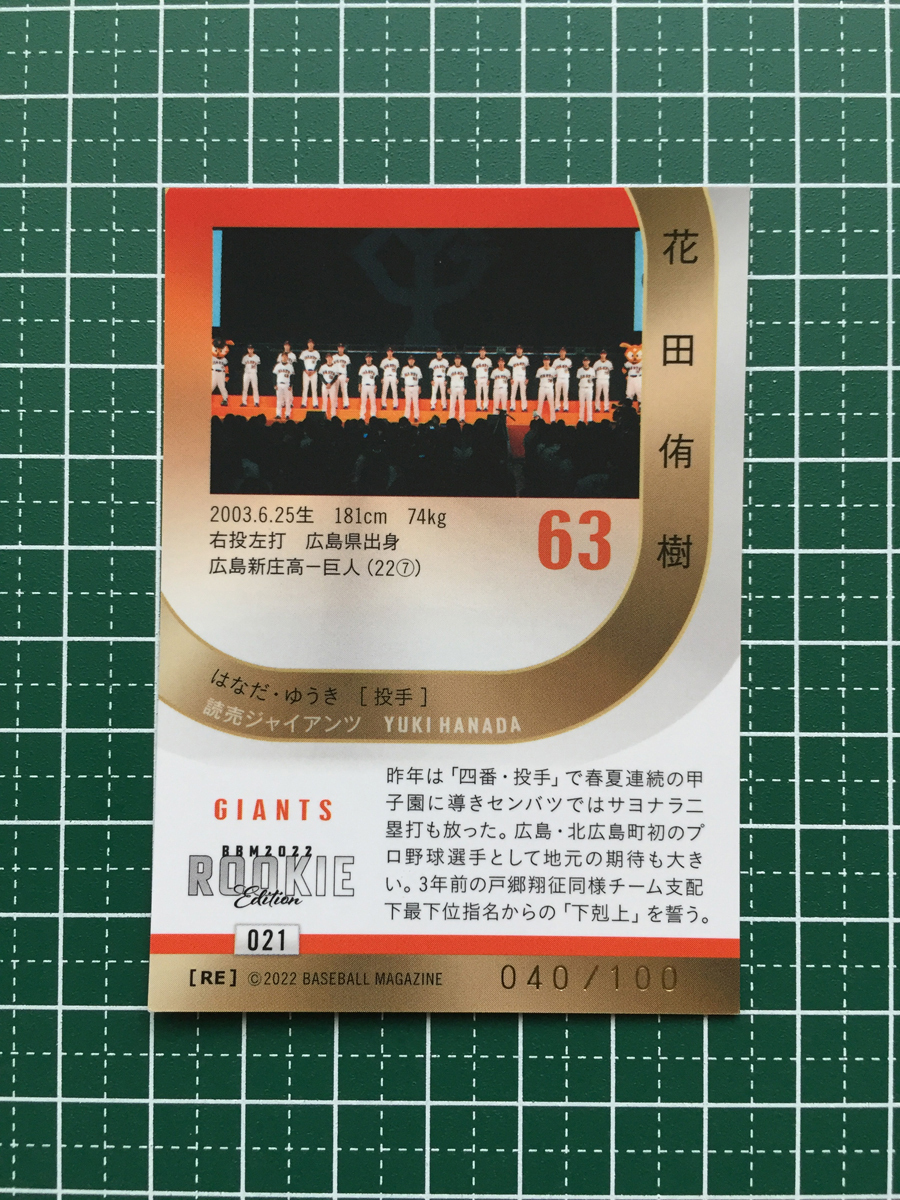 花田侑樹
2003.6.25生 181cm 74kg
右投左打 広島県出身
広島新庄高ー巨人(22⑦)
63
はなだ・ゆうき [投手]
読売ジャイアンツ YUKI HANADA
GIANTS
BBM2022
ROOKIE
Edition
021
昨年は「四番・投手」で春夏連続の甲
子園に導きセンバツではサヨナラ二
塁打も放った。広島・北広島町初のプ
ロ野球選手として地元の期待も大き
い。3年前の戸郷翔征同様チーム支配
下最下位指名からの「下剋上」を誓う。
[RE] ©2022 BASEBALL MAGAZINE
040/100